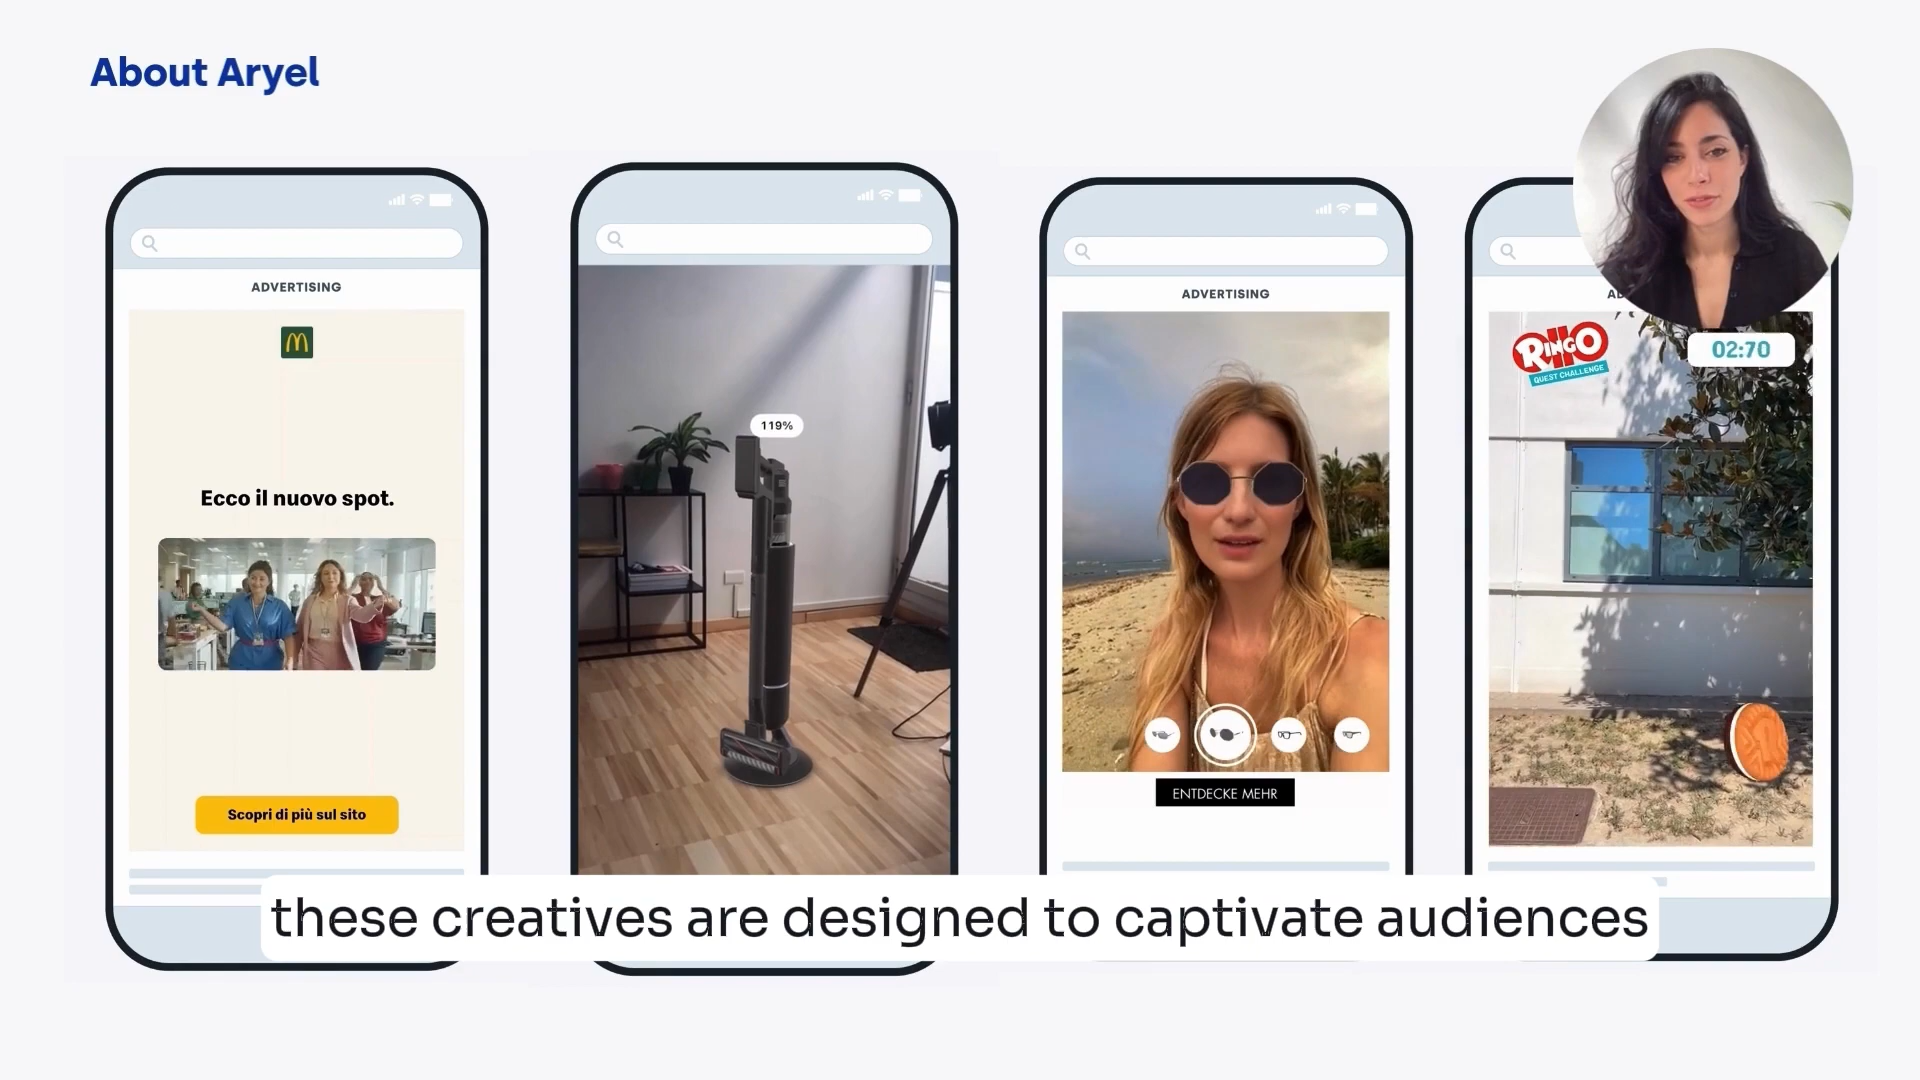 About Aryel
ADVERTISING
Ecco il nuovo spot.
Scopri di più sul sito
119%
ADVERTISING
ENTDECKE MEHR
RINGO
QUEST CHALLENGE
02:70
these creatives are designed to captivate audiences